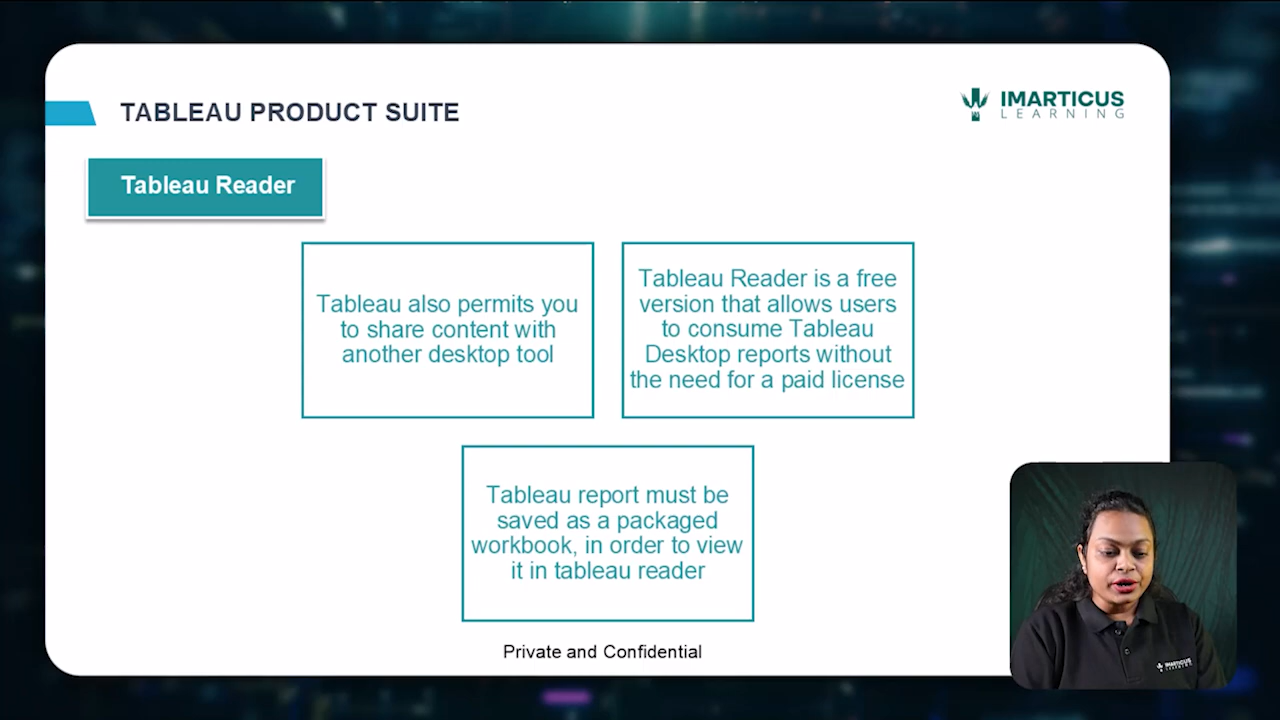 TABLEAU PRODUCT SUITE
IMARTICUS
LEARNING
Tableau Reader
Tableau also permits you
to share content with
another desktop tool
Tableau Reader is a free
version that allows users
to consume Tableau
Desktop reports without
the need for a paid license
Tableau report must be
saved as a packaged
workbook, in order to view
it in tableau reader
Private and Confidential
IMARTICUS
LEARNING